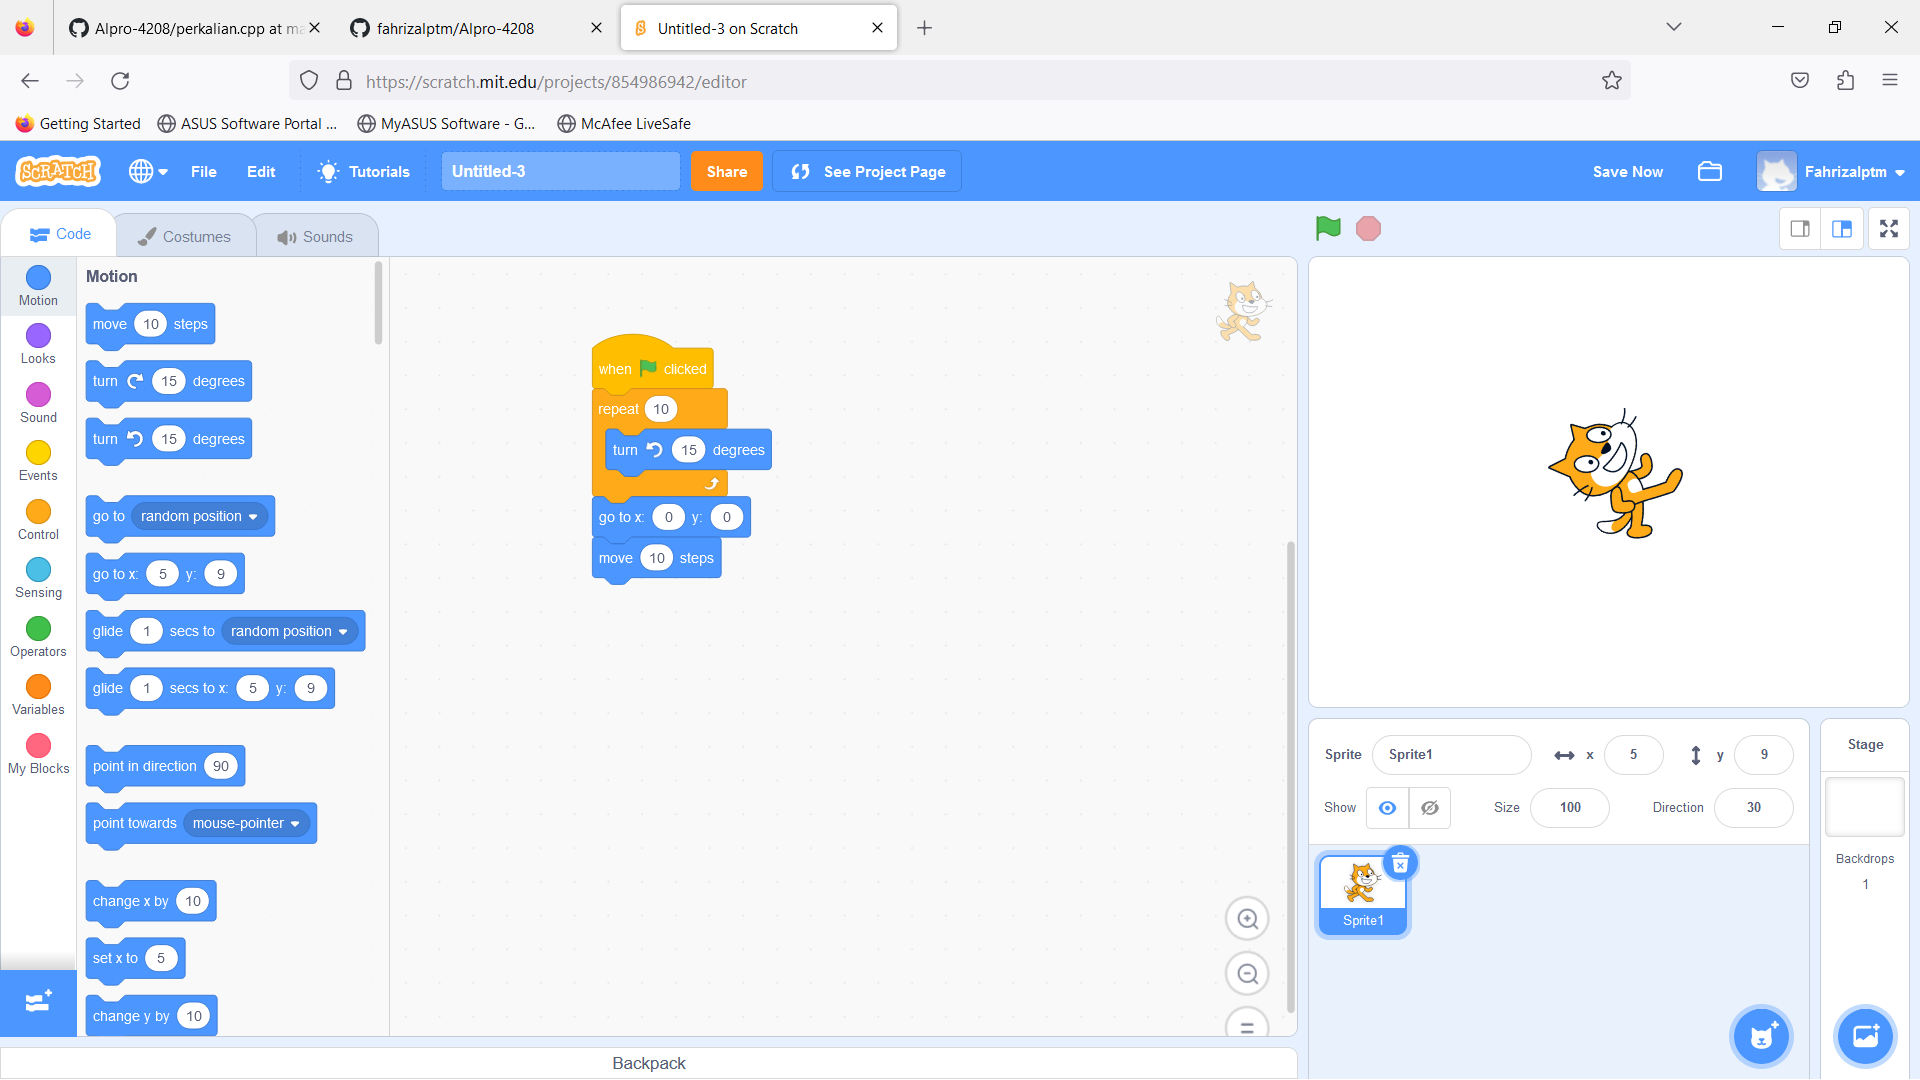 Alpro-4208/perkalian.cpp at ma
fahrizalptm/Alpro-4208
Untitled-3 on Scratch
https://scratch.mit.edu/projects/854986942/editor
Getting Started
ASUS Software Portal ...
MyASUS Software - G...
McAfee LiveSafe
SCRATCH
File
Edit
Tutorials
Untitled-3
Share
See Project Page
Save Now
Fahrizalptm
Code
Costumes
Sounds
Motion
Looks
Sound
Events
Control
Sensing
Operators
Variables
My Blocks
Motion
move 10 steps
turn 15 degrees
turn 15 degrees
go to random position
go to x: 5 y: 9
glide 1 secs to random position
glide 1 secs to x: 5 y: 9
point in direction 90
point towards mouse-pointer
change x by 10
set x to 5
change y by 10
when clicked
repeat 10
turn 15 degrees
go to x: 0 y: 0
move 10 steps
Sprite Sprite1 x 5 y 9
Show Size 100 Direction 30
Sprite1
Stage
Backdrops
1
Backpack